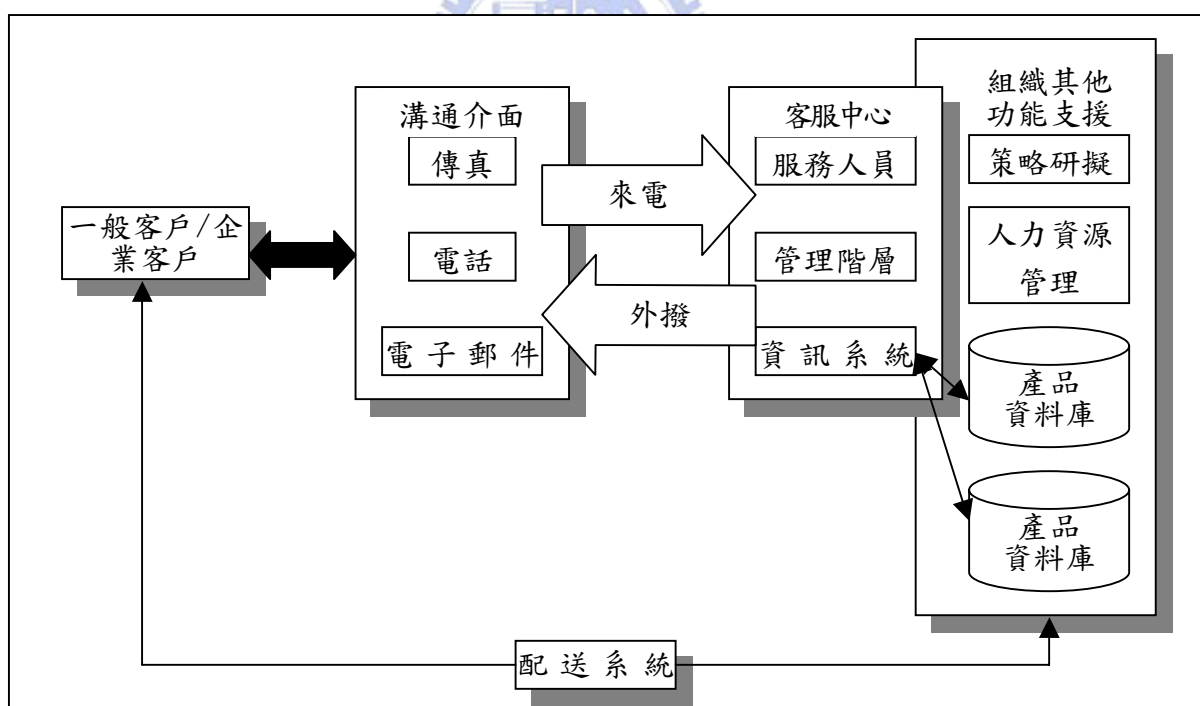 溝通介面
傳真
電話
電子郵件
一般客戶/企
業客戶
來電
外撥
客服中心
服務人員
管理階層
資訊系統
組織其他
功能支援
策略研擬
人力資源
管理
產品
資料庫
產品
資料庫
配送系統